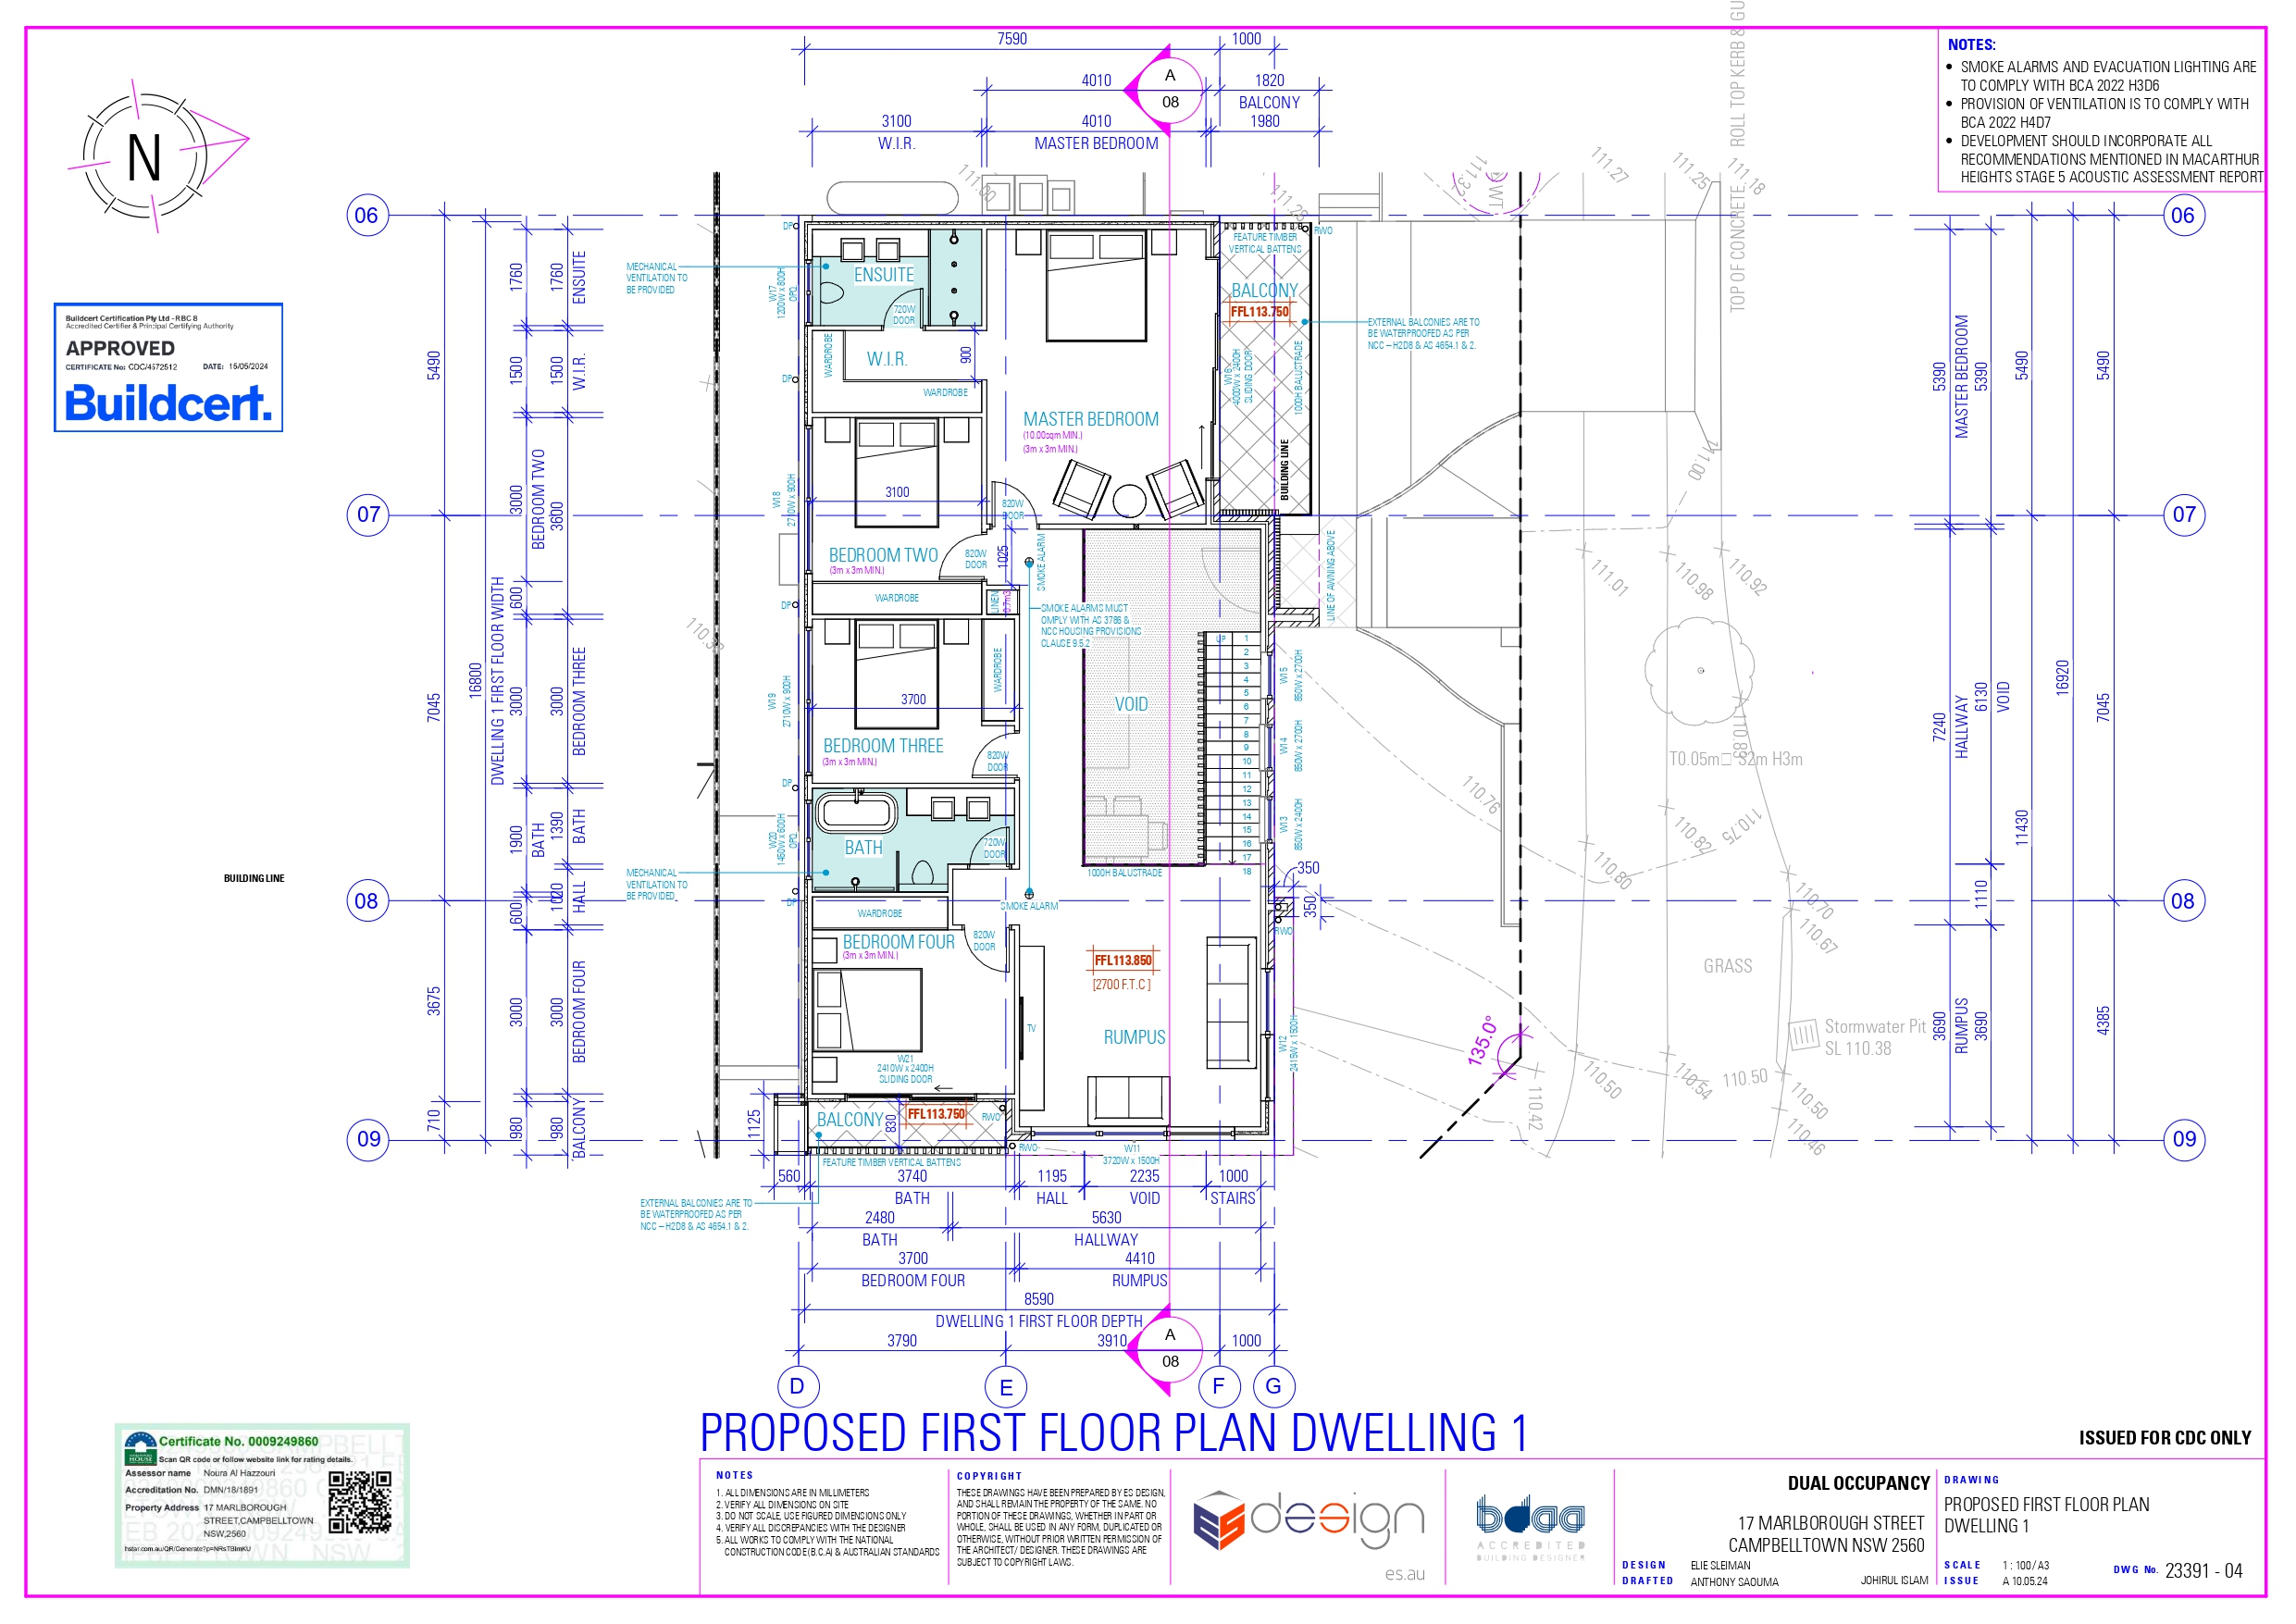 7590
1000
4010
A
08
1820
BALCONY
3100
W.I.R.
4010
MASTER BEDROOM
1980
NOTES:
• SMOKE ALARMS AND EVACUATION LIGHTING ARE
TO COMPLY WITH BCA 2022 H3D6
• PROVISION OF VENTILATION IS TO COMPLY WITH
BCA 2022 H4D7
• DEVELOPMENT SHOULD INCORPORATE ALL
RECOMMENDATIONS MENTIONED IN MACARTHUR
HEIGHTS STAGE 5 ACOUSTIC ASSESSMENT REPORT
TOP OF CONCRETE
ROLL TOP KERB & GU
N
06
07
08
09
06
07
08
09
Buildcert Certification Pty Ltd - RBC 8
Accredited Certifier & Principal Certifying Authority
APPROVED
CERTIFICATE No: CDC/4572512 DATE: 15/05/2024
Buildcert.
5490
7045
3675
710
16800
DWELLING 1 FIRST FLOOR WIDTH
1760
1500
3000
600
3000
1900
600
3000
980
BEDROOM TWO
BATH
1760
1500
3600
3000
1390
1020
3000
980
ENSUITE
W.I.R.
BEDROOM THREE
BATH
HALL
BEDROOM FOUR
BALCONY
BUILDING LINE
MECHANICAL
VENTILATION TO
BE PROVIDED
W17
1200W x 800H
OPQ
DP
ENSUITE
720W
DOOR
WARDROBE
W.I.R.
900
WARDROBE
MASTER BEDROOM
(10.00sqm MIN.)
(3m x 3m MIN.)
FEATURE TIMBER
VERTICAL BATTENS
RWO
BALCONY
FFL113.750
W16
4000W x 2400H
SLIDING DOOR
1000H BALUSTRADE
BUILDING LINE
EXTERNAL BALCONIES ARE TO
BE WATERPROOFED AS PER
NCC – H2D8 & AS 4654.1 & 2.
DP
W18
2710W x 900H
3100
BEDROOM TWO
(3m x 3m MIN.)
820W
DOOR
820W
DOOR
1025
SMOKE ALARM
WARDROBE
LINEN
DP
SMOKE ALARMS MUST
OMPLY WITH AS 3786 &
NCC HOUSING PROVISIONS
CLAUSE 9.5.2
LINE OF AWNING ABOVE
W19
2710W x 900H
3700
WARDROBE
BEDROOM THREE
(3m x 3m MIN.)
820W
DOOR
VOID
UP
1
2
3
4
5
6
7
8
9
10
11
12
13
14
15
16
17
18
W15
850W x 2700H
W14
850W x 2700H
W13
850W x 2400H
DP
W20
1450W x 600H
OPQ
BATH
720W
DOOR
MECHANICAL
VENTILATION TO
BE PROVIDED
DP
1000H BALUSTRADE
SMOKE ALARM
350
350
RWO
WARDROBE
BEDROOM FOUR
(3m x 3m MIN.)
820W
DOOR
FFL113.850
[2700 F.T.C ]
TV
RUMPUS
W12
2415W x 1500H
W21
2410W x 2400H
SLIDING DOOR
1125
BALCONY
830
FFL113.750
RWO
RWO
FEATURE TIMBER VERTICAL BATTENS
W11
3720W x 1500H
EXTERNAL BALCONIES ARE TO
BE WATERPROOFED AS PER
NCC – H2D8 & AS 4654.1 & 2.
111.00
111.27
111.25
111.18
111.00
111.01
110.98
110.92
T0.05m S2m H3m
110.76
110.82
110.75
110.80
110.70
110.67
GRASS
Stormwater Pit
SL 110.38
135.0°
110.50
110.54
110.50
110.50
110.46
110.42
5390
MASTER BEDROOM
5390
5490
5490
7240
HALLWAY
6130
VOID
16920
7045
11430
1110
3690
RUMPUS
3690
4385
560
3740
BATH
1195
HALL
2235
VOID
1000
STAIRS
2480
BATH
5630
HALLWAY
3700
BEDROOM FOUR
4410
RUMPUS
8590
DWELLING 1 FIRST FLOOR DEPTH
3790
3910
1000
A
08
D
E
F
G
PROPOSED FIRST FLOOR PLAN DWELLING 1
ISSUED FOR CDC ONLY
Certificate No. 0009249860
Scan QR code or follow website link for rating details.
Assessor name Noura Al Hazzouri
Accreditation No. DMN/18/1891
Property Address 17 MARLBOROUGH
STREET,CAMPBELLTOWN
NSW,2560
NOTES
1. ALL DIMENSIONS ARE IN MILLIMETERS
2. VERIFY ALL DIMENSIONS ON SITE
3. DO NOT SCALE, USE FIGURED DIMENSIONS ONLY
4. VERIFY ALL DISCREPANCIES WITH THE DESIGNER
5. ALL WORKS TO COMPLY WITH THE NATIONAL
CONSTRUCTION CODE(B.C.A) & AUSTRALIAN STANDARDS
COPYRIGHT
THESE DRAWINGS HAVE BEEN PREPARED BY ES DESIGN,
AND SHALL REMAIN THE PROPERTY OF THE SAME. NO
PORTION OF THESE DRAWINGS, WHETHER IN PART OR
WHOLE, SHALL BE USED IN ANY FORM, DUPLICATED OR
OTHERWISE, WITHOUT PRIOR WRITTEN PERMISSION OF
THE ARCHITECT/ DESIGNER. THESE DRAWINGS ARE
SUBJECT TO COPYRIGHT LAWS.
design
es.au
bdaa
ACCREDITED
BUILDING DESIGNER
DUAL OCCUPANCY
17 MARLBOROUGH STREET
CAMPBELLTOWN NSW 2560
DESIGN ELIE SLEIMAN
DRAFTED ANTHONY SAOUMA JOHIRUL ISLAM
DRAWING
PROPOSED FIRST FLOOR PLAN
DWELLING 1
SCALE 1 : 100/A3
ISSUE A 10.05.24
DWG No. 23391 - 04